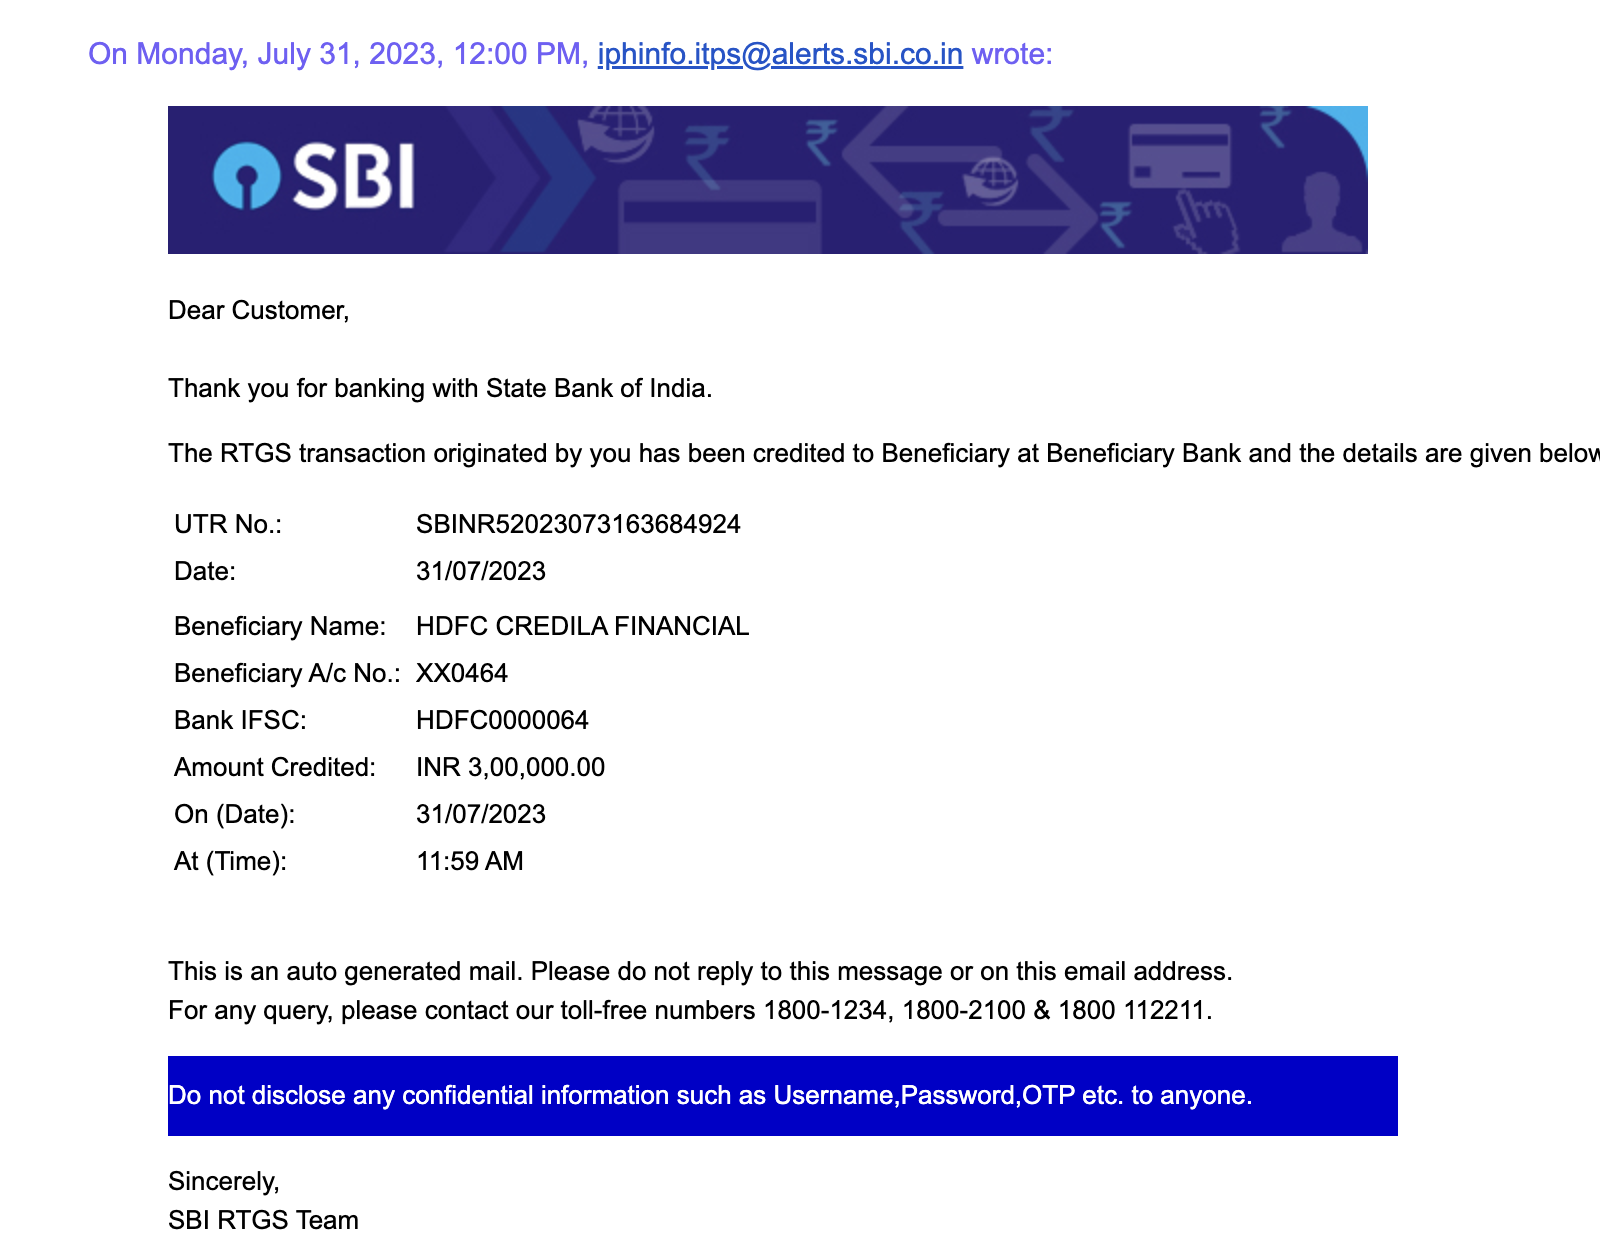 On Monday, July 31, 2023, 12:00 PM, iphinfo.itps@alerts.sbi.co.in wrote:
SBI
Dear Customer,
Thank you for banking with State Bank of India.
The RTGS transaction originated by you has been credited to Beneficiary at Beneficiary Bank and the details are given below
UTR No.: SBINR52023073163684924
Date: 31/07/2023
Beneficiary Name: HDFC CREDILA FINANCIAL
Beneficiary A/c No.: XX0464
Bank IFSC: HDFC0000064
Amount Credited: INR 3,00,000.00
On (Date): 31/07/2023
At (Time): 11:59 AM
This is an auto generated mail. Please do not reply to this message or on this email address.
For any query, please contact our toll-free numbers 1800-1234, 1800-2100 & 1800 112211.
Do not disclose any confidential information such as Username,Password,OTP etc. to anyone.
Sincerely,
SBI RTGS Team